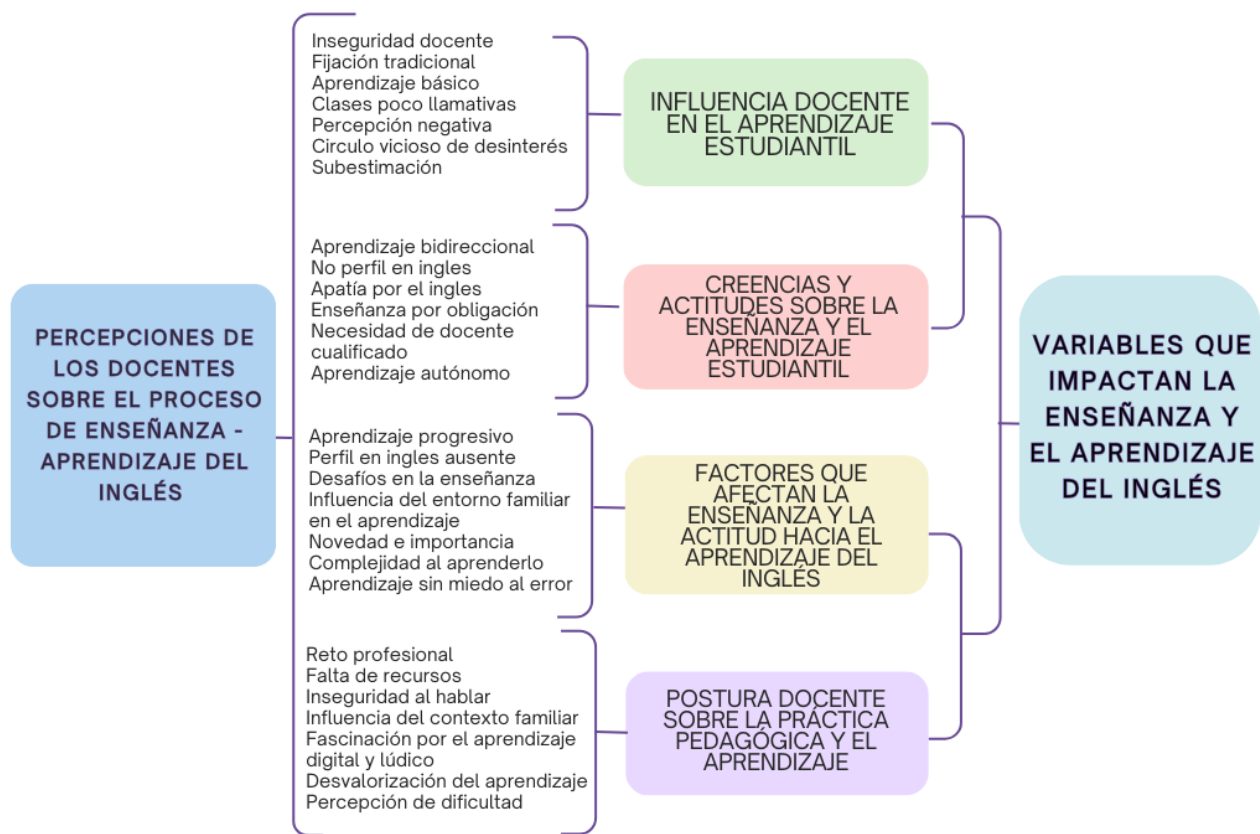 PERCEPCIONES DE
LOS DOCENTES
SOBRE EL PROCESO
DE ENSEÑANZA -
APRENDIZAJE DEL
INGLÉS
Inseguridad docente
Fijación tradicional
Aprendizaje básico
Clases poco llamativas
Percepción negativa
Circulo vicioso de desinterés
Subestimación
Aprendizaje bidireccional
No perfil en ingles
Apatía por el ingles
Enseñanza por obligación
Necesidad de docente
cualificado
Aprendizaje autónomo
Aprendizaje progresivo
Perfil en ingles ausente
Desafíos en la enseñanza
Influencia del entorno familiar
en el aprendizaje
Novedad e importancia
Complejidad al aprenderlo
Aprendizaje sin miedo al error
Reto profesional
Falta de recursos
Inseguridad al hablar
Influencia del contexto familiar
Fascinación por el aprendizaje
digital y lúdico
Desvalorización del aprendizaje
Percepción de dificultad
INFLUENCIA DOCENTE
EN EL APRENDIZAJE
ESTUDIANTIL
CREENCIAS Y
ACTITUDES SOBRE LA
ENSEÑANZA Y EL
APRENDIZAJE
ESTUDIANTIL
FACTORES QUE
AFECTAN LA
ENSEÑANZA Y LA
ACTITUD HACIA EL
APRENDIZAJE DEL
INGLÉS
POSTURA DOCENTE
SOBRE LA PRÁCTICA
PEDAGÓGICA Y EL
APRENDIZAJE
VARIABLES QUE
IMPACTAN LA
ENSEÑANZA Y
EL APRENDIZAJE
DEL INGLÉS